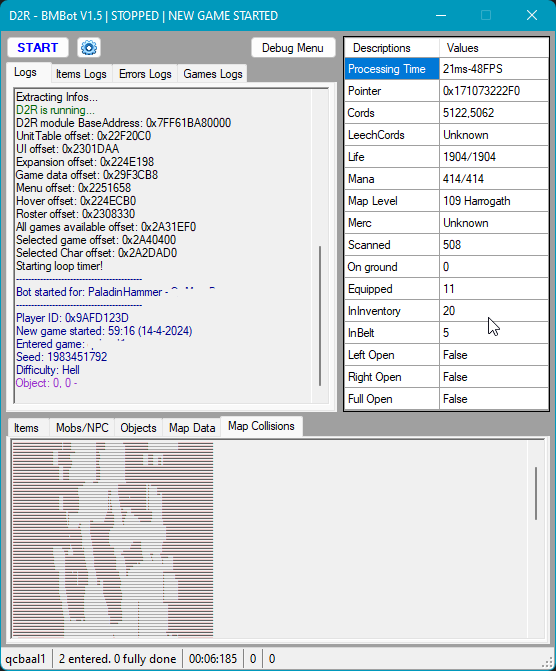 D2R - BMBot V1.5 | STOPPED | NEW GAME STARTED
START
Debug Menu
Logs
Items Logs
Errors Logs
Games Logs
Extracting Infos...
D2R is running...
D2R module BaseAddress: 0x7FF61BA80000
UnitTable offset: 0x22F20C0
UI offset: 0x2301DAA
Expansion offset: 0x224E198
Game data offset: 0x29F3CB8
Menu offset: 0x2251658
Hover offset: 0x224ECB0
Roster offset: 0x2308330
All games available offset: 0x2A31EF0
Selected game offset: 0x2A40400
Selected Char offset: 0x2A2DAD0
Starting loop timer!
Bot started for: PaladinHammer -
Player ID: 0x9AFD123D
New game started: 59:16 (14-4-2024)
Entered game:
Seed: 1983451792
Difficulty: Hell
Object: 0, 0 -
Descriptions Values
Processing Time 21ms-48FPS
Pointer 0x171073222F0
Cords 5122,5062
LeechCords Unknown
Life 1904/1904
Mana 414/414
Map Level 109 Harrogath
Merc Unknown
Scanned 508
On ground 0
Equipped 11
InInventory 20
InBelt 5
Left Open False
Right Open False
Full Open False
Items
Mobs/NPC
Objects
Map Data
Map Collisions
qcbaal1
2 entered. 0 fully done
00:06:185
0
0